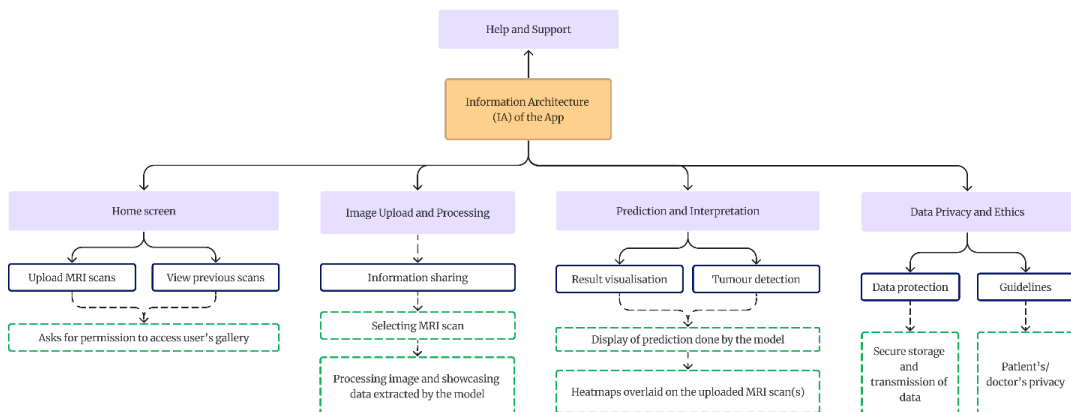 Help and Support
Information Architecture
(IA) of the App
Home screen
Image Upload and Processing
Prediction and Interpretation
Data Privacy and Ethics
Upload MRI scans
View previous scans
Information sharing
Result visualisation
Tumour detection
Data protection
Guidelines
Asks for permission to access user's gallery
Selecting MRI scan
Display of prediction done by the model
Secure storage
and
transmission of
data
Patient's/
doctor's privacy
Processing image and showcasing
data extracted by the model
Heatmaps overlaid on the uploaded MRI scan(s)